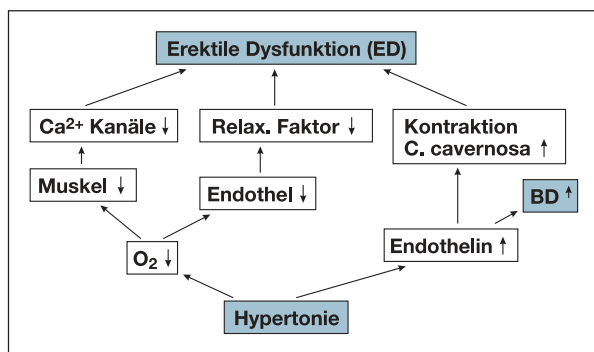 Erektile Dysfunktion (ED)
Ca²⁺ Kanäle ↓
Relax. Faktor ↓
Kontraktion
C. cavernosa ↑
Muskel ↓
Endothel ↓
BD ↑
O₂ ↓
Endothelin ↑
Hypertonie